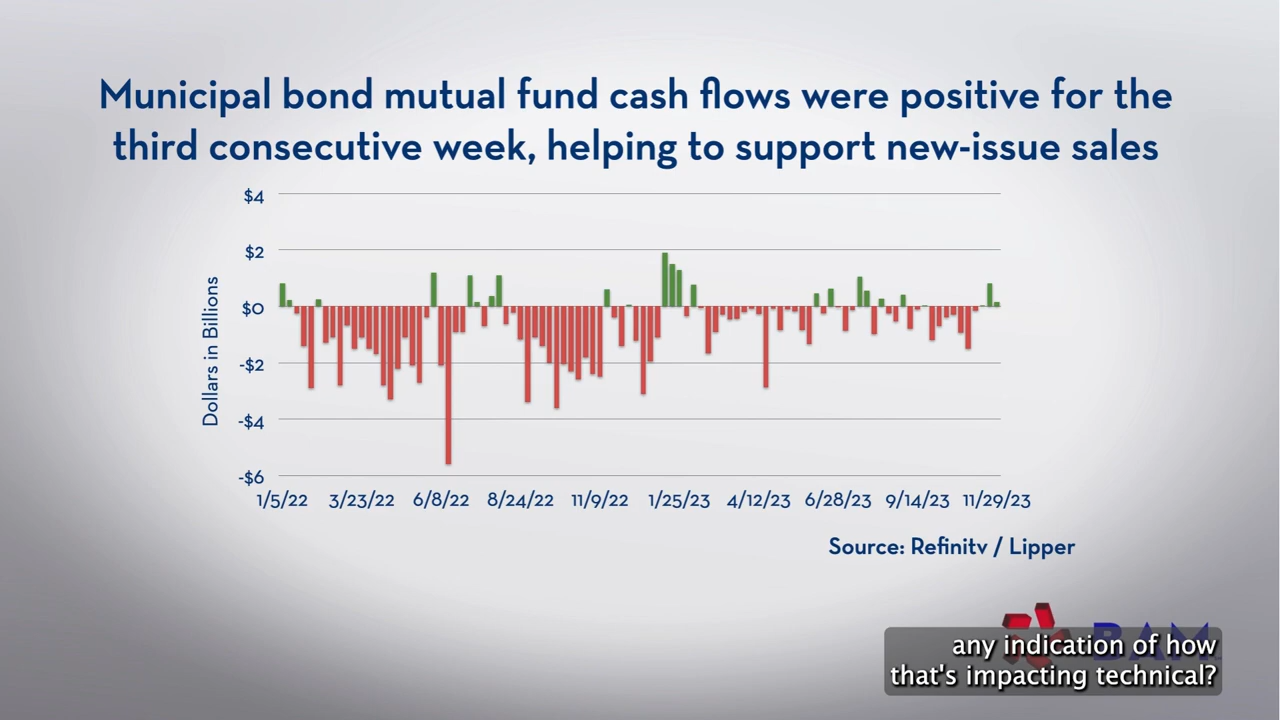 Municipal bond mutual fund cash flows were positive for the
third consecutive week, helping to support new-issue sales
$4
$2
$0
-$2
-$4
-$6
Dollars in Billions
1/5/22 3/23/22 6/8/22 8/24/22 11/9/22 1/25/23 4/12/23 6/28/23 9/14/23 11/29/23
Source: Refinitv / Lipper
BAM
any indication of how
that's impacting technical?